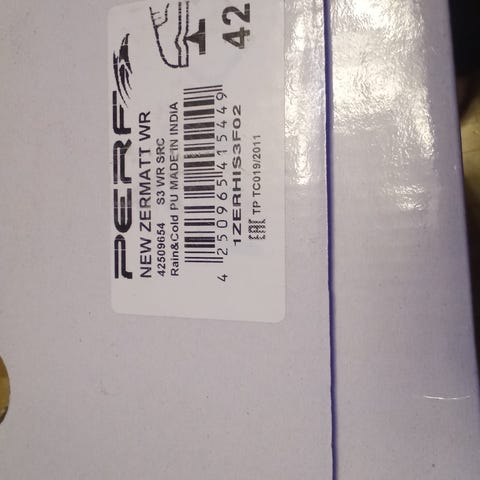 PERF
42
NEW ZERMATT WR
42509654 S3 WR SRC
Rain&Cold PU MADE IN INDIA
4 250965 415449
1ZERHIS3F02
EAC TP TC019/2011